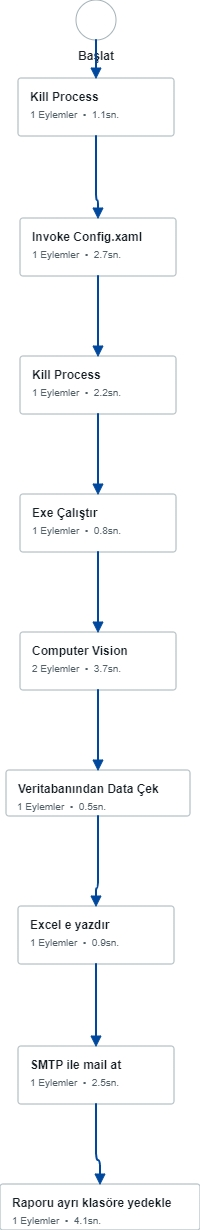 Başlat
Kill Process
1 Eylemler • 1.1sn.
Invoke Config.xaml
1 Eylemler • 2.7sn.
Kill Process
1 Eylemler • 2.2sn.
Exe Çalıştır
1 Eylemler • 0.8sn.
Computer Vision
2 Eylemler • 3.7sn.
Veritabanından Data Çek
1 Eylemler • 0.5sn.
Excel e yazdır
1 Eylemler • 0.9sn.
SMTP ile mail at
1 Eylemler • 2.5sn.
Raporu ayrı klasöre yedekle
1 Eylemler • 4.1sn.